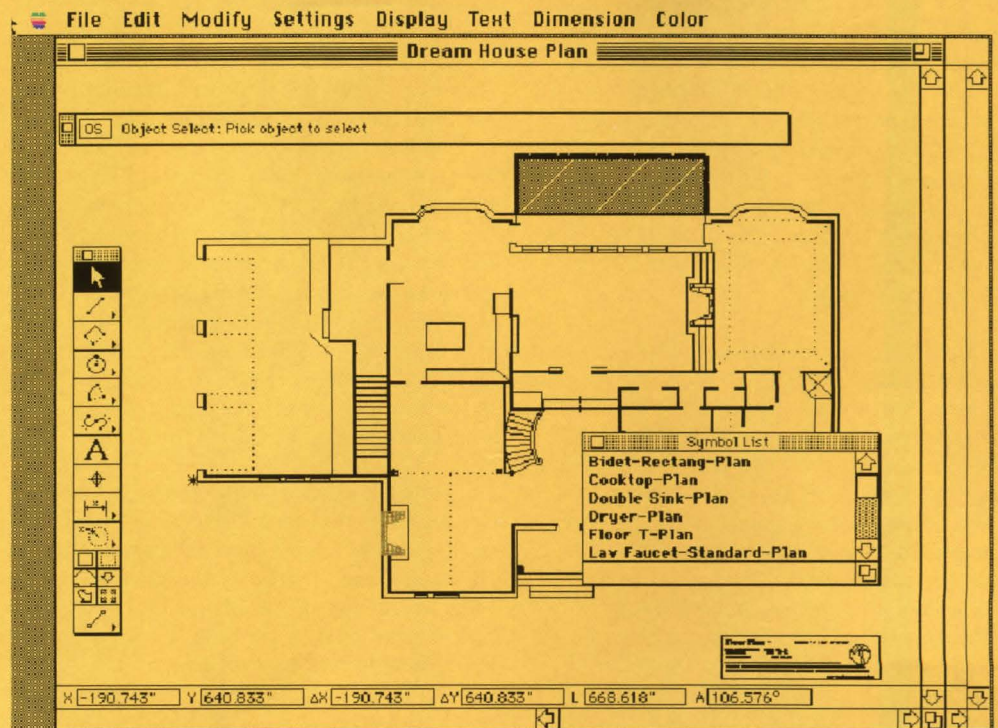 File Edit Modify Settings Display Text Dimension Color
Dream House Plan
OS Object Select: Pick object to select
A
Symbol List
Bidet-Rectang-Plan
Cooktop-Plan
Double Sink-Plan
Dryer-Plan
Floor T-Plan
Lav Faucet-Standard-Plan
X -190.743" Y 640.833" ΔX -190.743" ΔY 640.833" L 668.618" A 106.576°